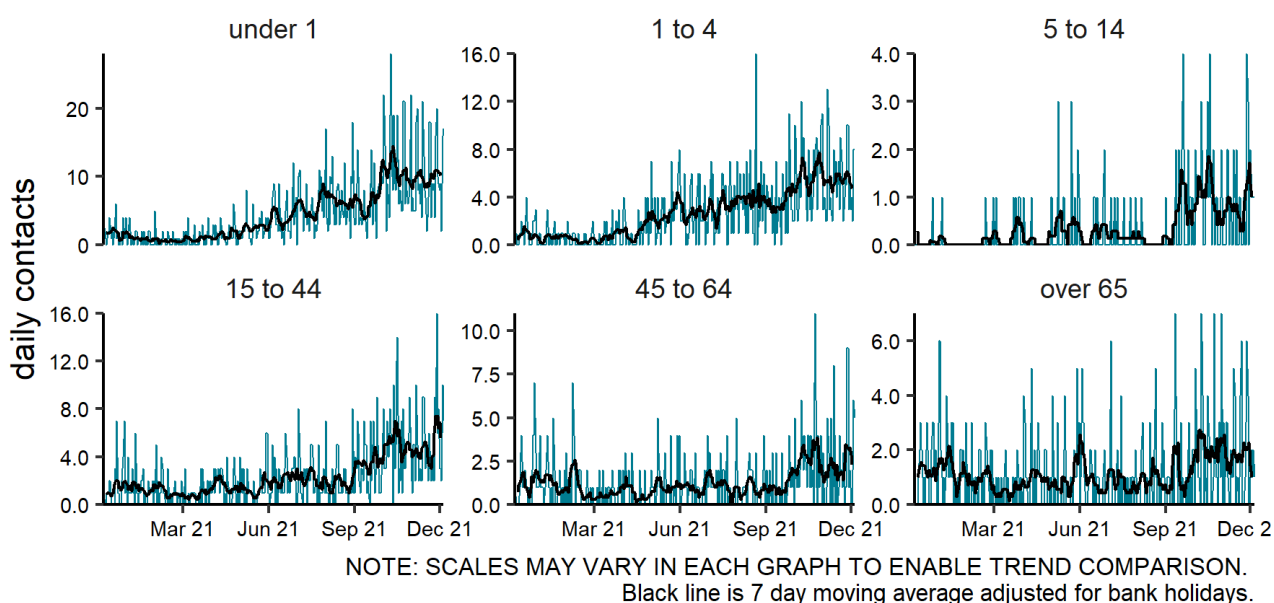 under 1
1 to 4
5 to 14
20
10
0
16.0
12.0
8.0
4.0
0.0
4.0
3.0
2.0
1.0
0.0
daily contacts
15 to 44
45 to 64
over 65
16.0
12.0
8.0
4.0
0.0
10.0
7.5
5.0
2.5
0.0
6.0
4.0
2.0
0.0
Mar 21 Jun 21 Sep 21 Dec 21
Mar 21 Jun 21 Sep 21 Dec 21
Mar 21 Jun 21 Sep 21 Dec 2
NOTE: SCALES MAY VARY IN EACH GRAPH TO ENABLE TREND COMPARISON.
Black line is 7 day moving average adjusted for bank holidays.